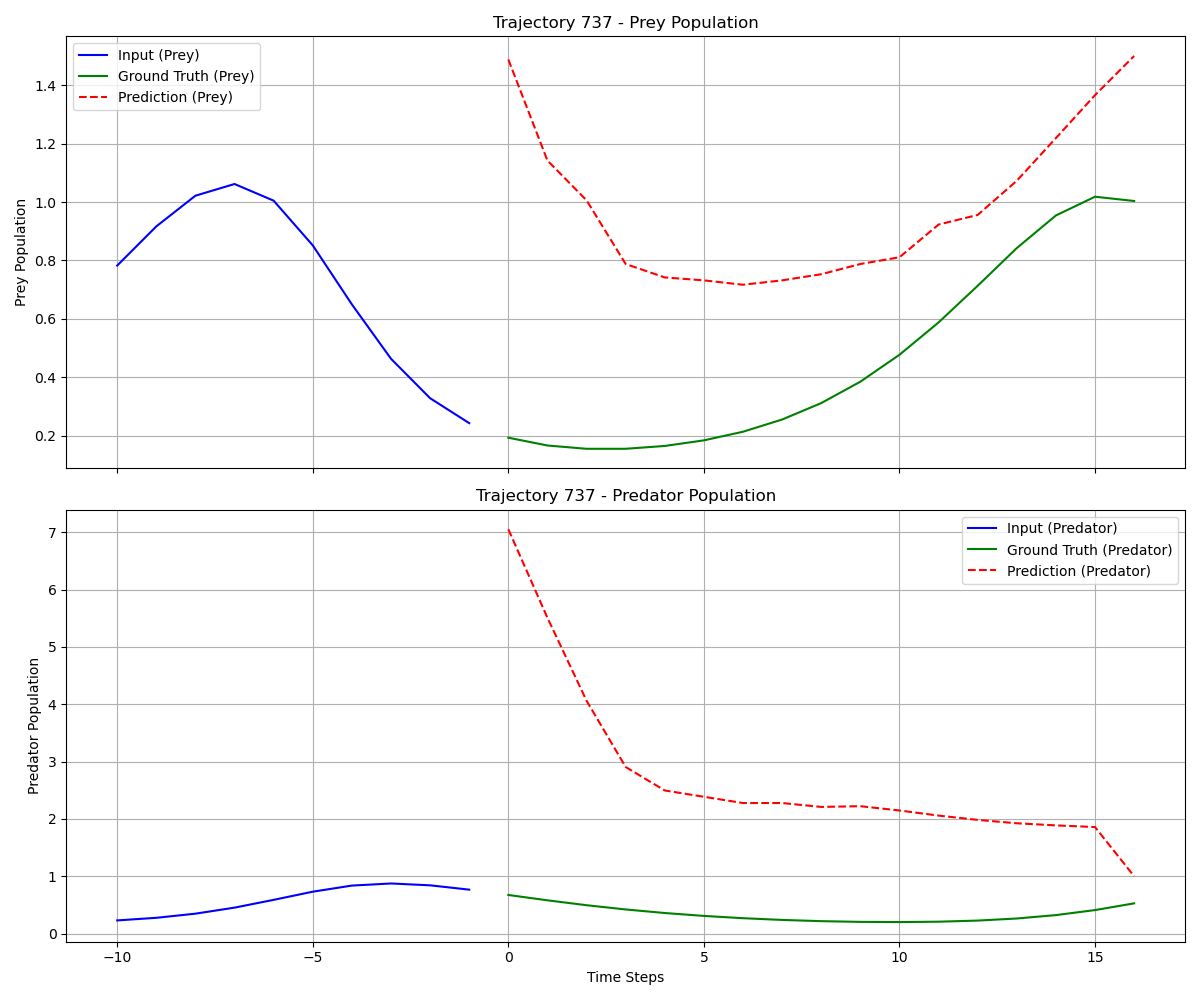 Trajectory 737 - Prey Population
Input (Prey)
Ground Truth (Prey)
Prediction (Prey)
Prey Population
1.4
1.2
1.0
0.8
0.6
0.4
0.2
Trajectory 737 - Predator Population
Input (Predator)
Ground Truth (Predator)
Prediction (Predator)
Predator Population
7
6
5
4
3
2
1
0
−10
−5
0
5
10
15
Time Steps